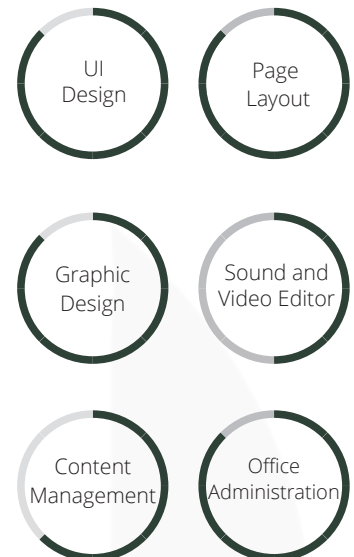 UI
Design
Page
Layout
Graphic
Design
Sound and
Video Editor
Content
Management
Office
Administration